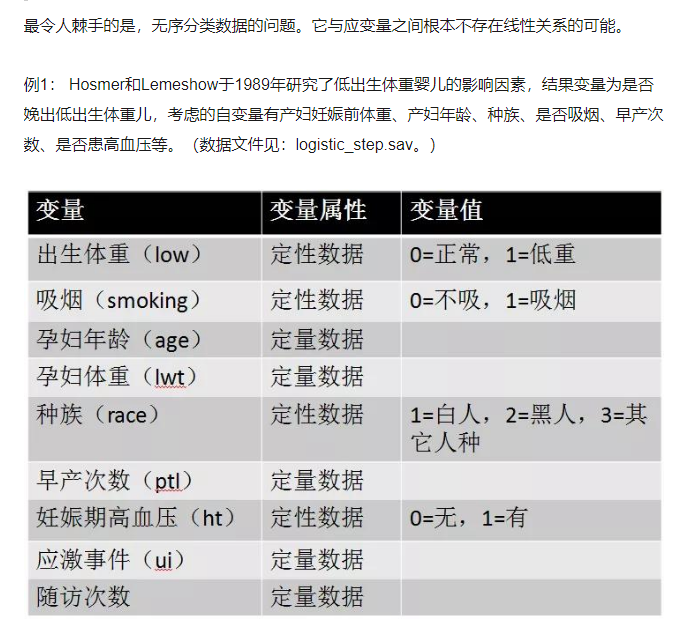 最令人棘手的是，无序分类数据的问题。它与应变量之间根本不存在线性关系的可能。
例1： Hosmer和Lemeshow于1989年研究了低出生体重婴儿的影响因素，结果变量为是否
娩出低出生体重儿，考虑的自变量有产妇妊娠前体重、产妇年龄、种族、是否吸烟、早产次
数、是否患高血压等。（数据文件见：logistic_step.sav。）
变量 变量属性 变量值
出生体重（low） 定性数据 0=正常，1=低重
吸烟（smoking） 定性数据 0=不吸，1=吸烟
孕妇年龄（age） 定量数据
孕妇体重（lwt） 定量数据
种族（race） 定性数据 1=白人，2=黑人，3=其
它人种
早产次数（ptl） 定量数据
妊娠期高血压（ht） 定性数据 0=无，1=有
应激事件（ui） 定量数据
随访次数 定量数据